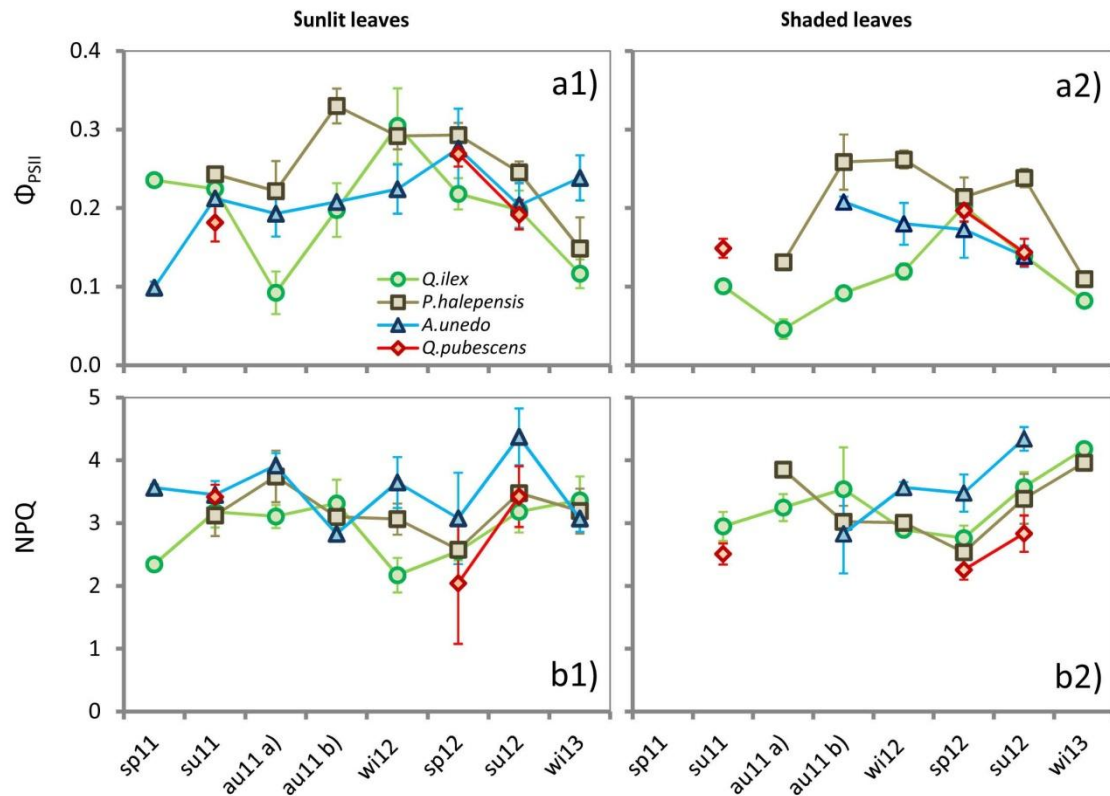 Sunlit leaves
Shaded leaves
ΦPSII
0.4
0.3
0.2
0.1
0.0
a1)
Q.ilex
P.halepensis
A.unedo
Q.pubescens
a2)
NPQ
5
4
3
2
1
0
b1)
b2)
sp11
su11
au11 a)
au11 b)
wi12
sp12
su12
wi13
sp11
su11
au11 a)
au11 b)
wi12
sp12
su12
wi13